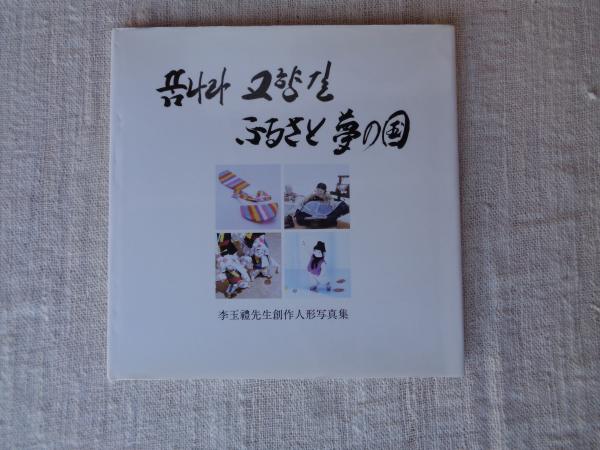 꿈나라 고향길
ふるさと 夢の国
李玉禮先生創作人形写真集